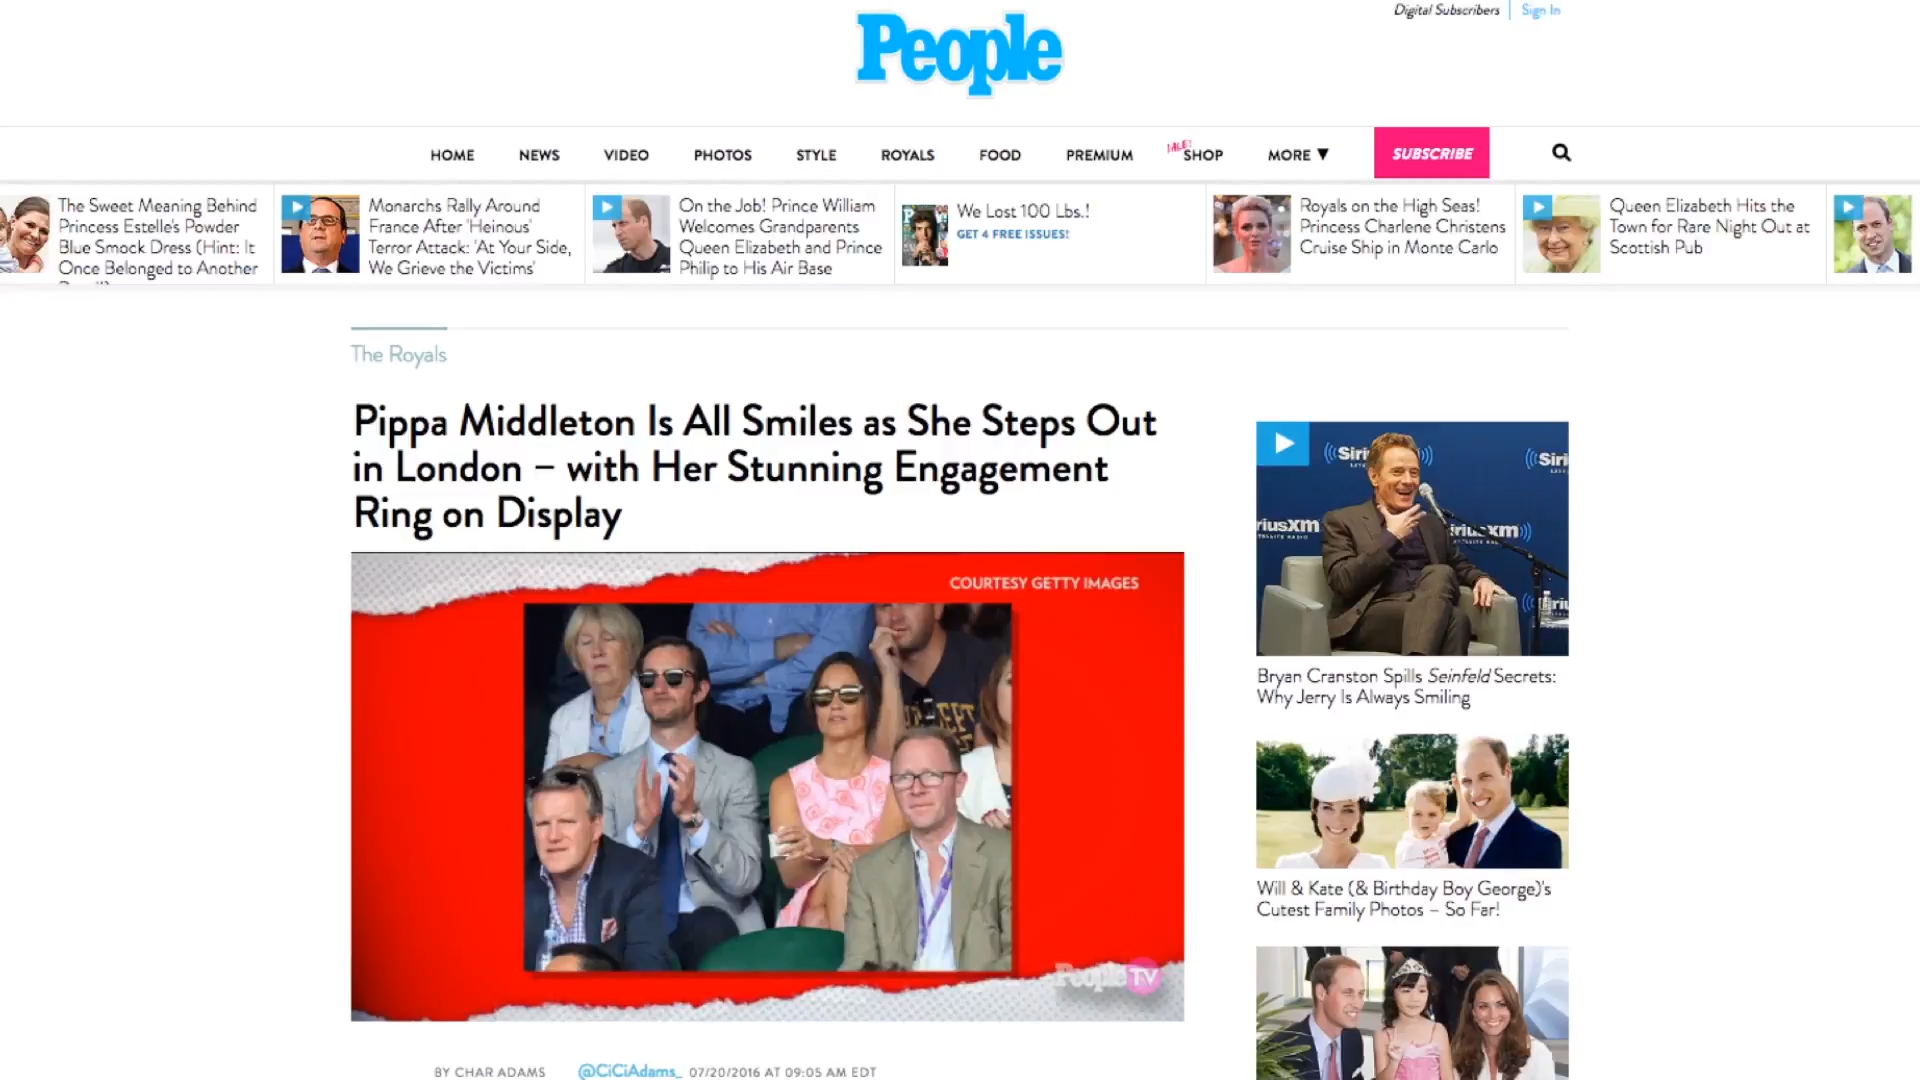 Digital Subscribers
Sign In
People
HOME
NEWS
VIDEO
PHOTOS
STYLE
ROYALS
FOOD
PREMIUM
SALE!
SHOP
MORE ▼
SUBSCRIBE
The Sweet Meaning Behind
Princess Estelle's Powder
Blue Smock Dress (Hint: It
Once Belonged to Another
Monarchs Rally Around
France After 'Heinous'
Terror Attack: 'At Your Side,
We Grieve the Victims'
On the Job! Prince William
Welcomes Grandparents
Queen Elizabeth and Prince
Philip to His Air Base
We Lost 100 Lbs.!
GET 4 FREE ISSUES!
Royals on the High Seas!
Princess Charlene Christens
Cruise Ship in Monte Carlo
Queen Elizabeth Hits the
Town for Rare Night Out at
Scottish Pub
The Royals
Pippa Middleton Is All Smiles as She Steps Out
in London – with Her Stunning Engagement
Ring on Display
COURTESY GETTY IMAGES
People TV
BY CHAR ADAMS
@CiCiAdams_
07/20/2016 AT 09:05 AM EDT
riusxm
Bryan Cranston Spills Seinfeld Secrets:
Why Jerry Is Always Smiling
Will & Kate (& Birthday Boy George)'s
Cutest Family Photos – So Far!